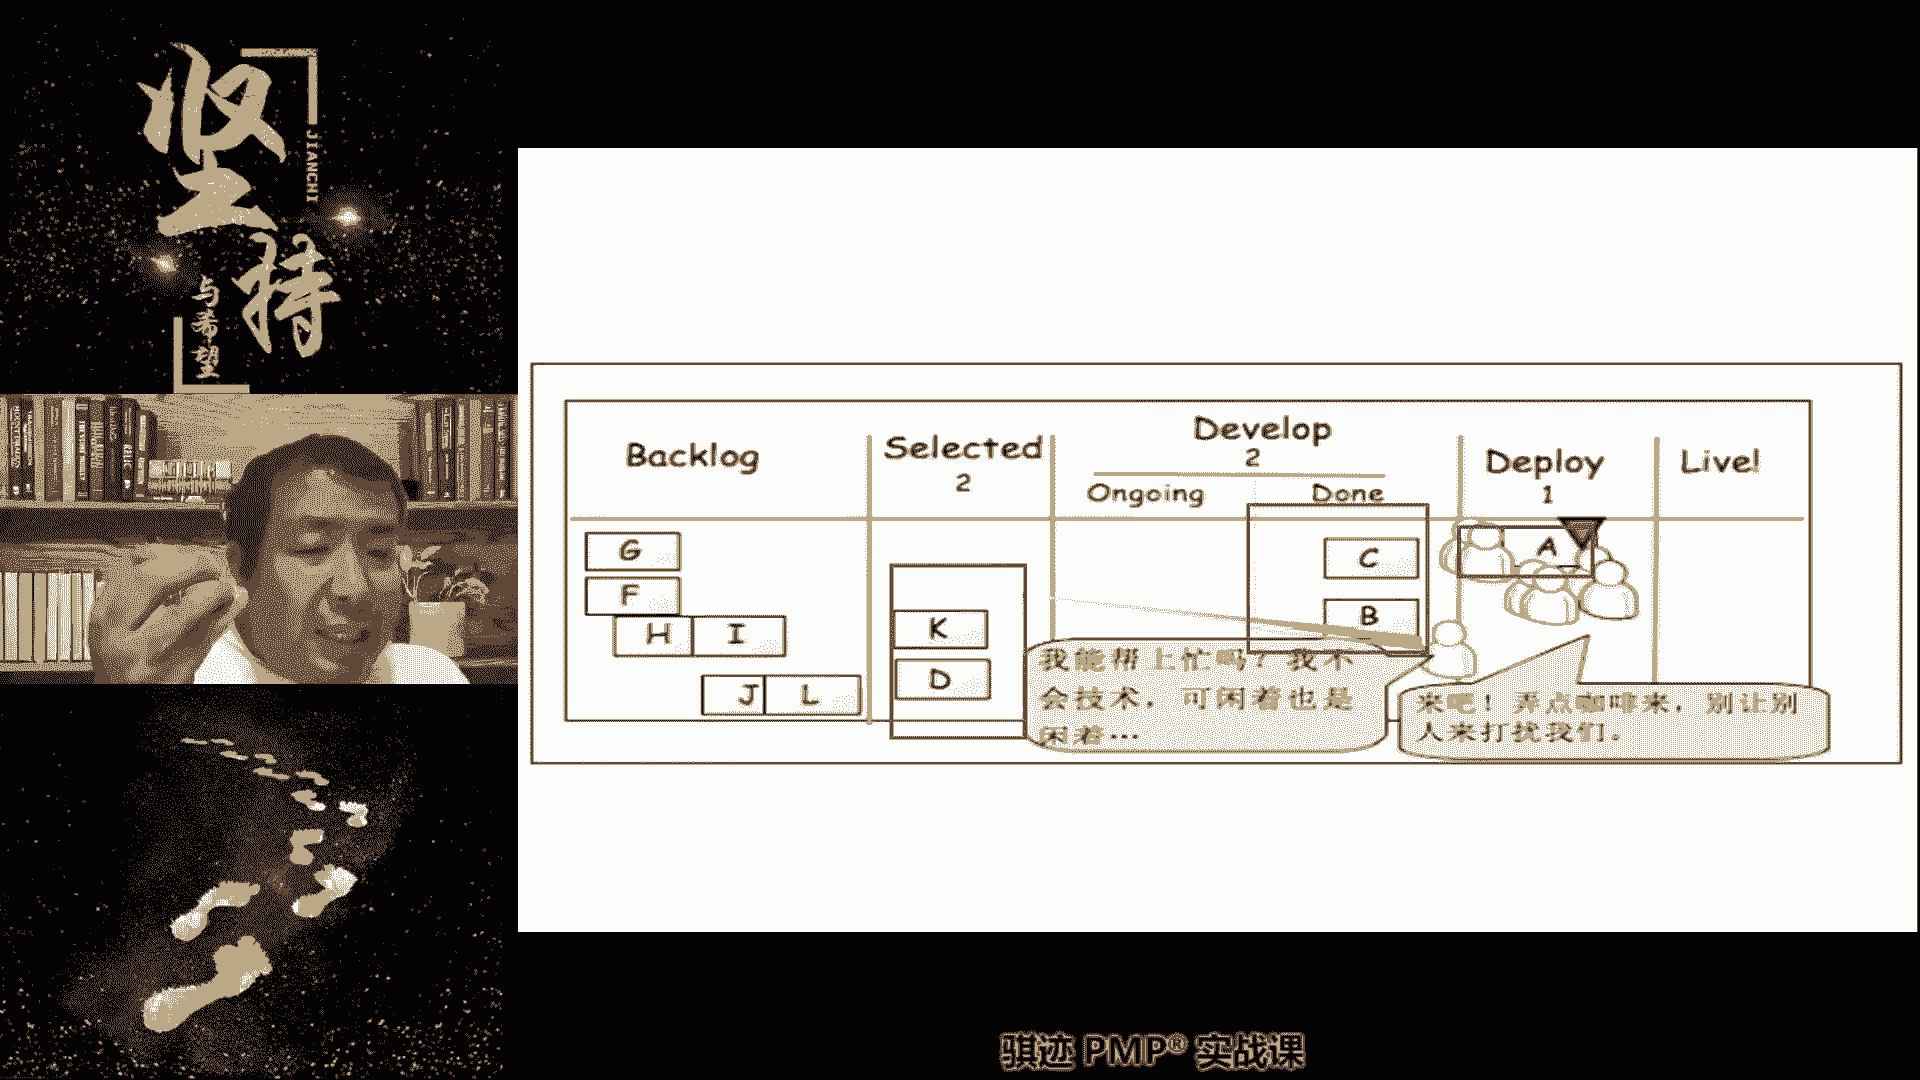 坚持
JIANCHI
与希望
Backlog
Selected
2
Develop
2
Ongoing
Done
Deploy
1
Live!
G
F
H
I
J
L
K
D
C
B
A
我能帮上忙吗？我不
会技术，可闲着也是
闲着…
来吧！弄点咖啡来，别让别
人来打扰我们。
骐迹 PMP® 实战课